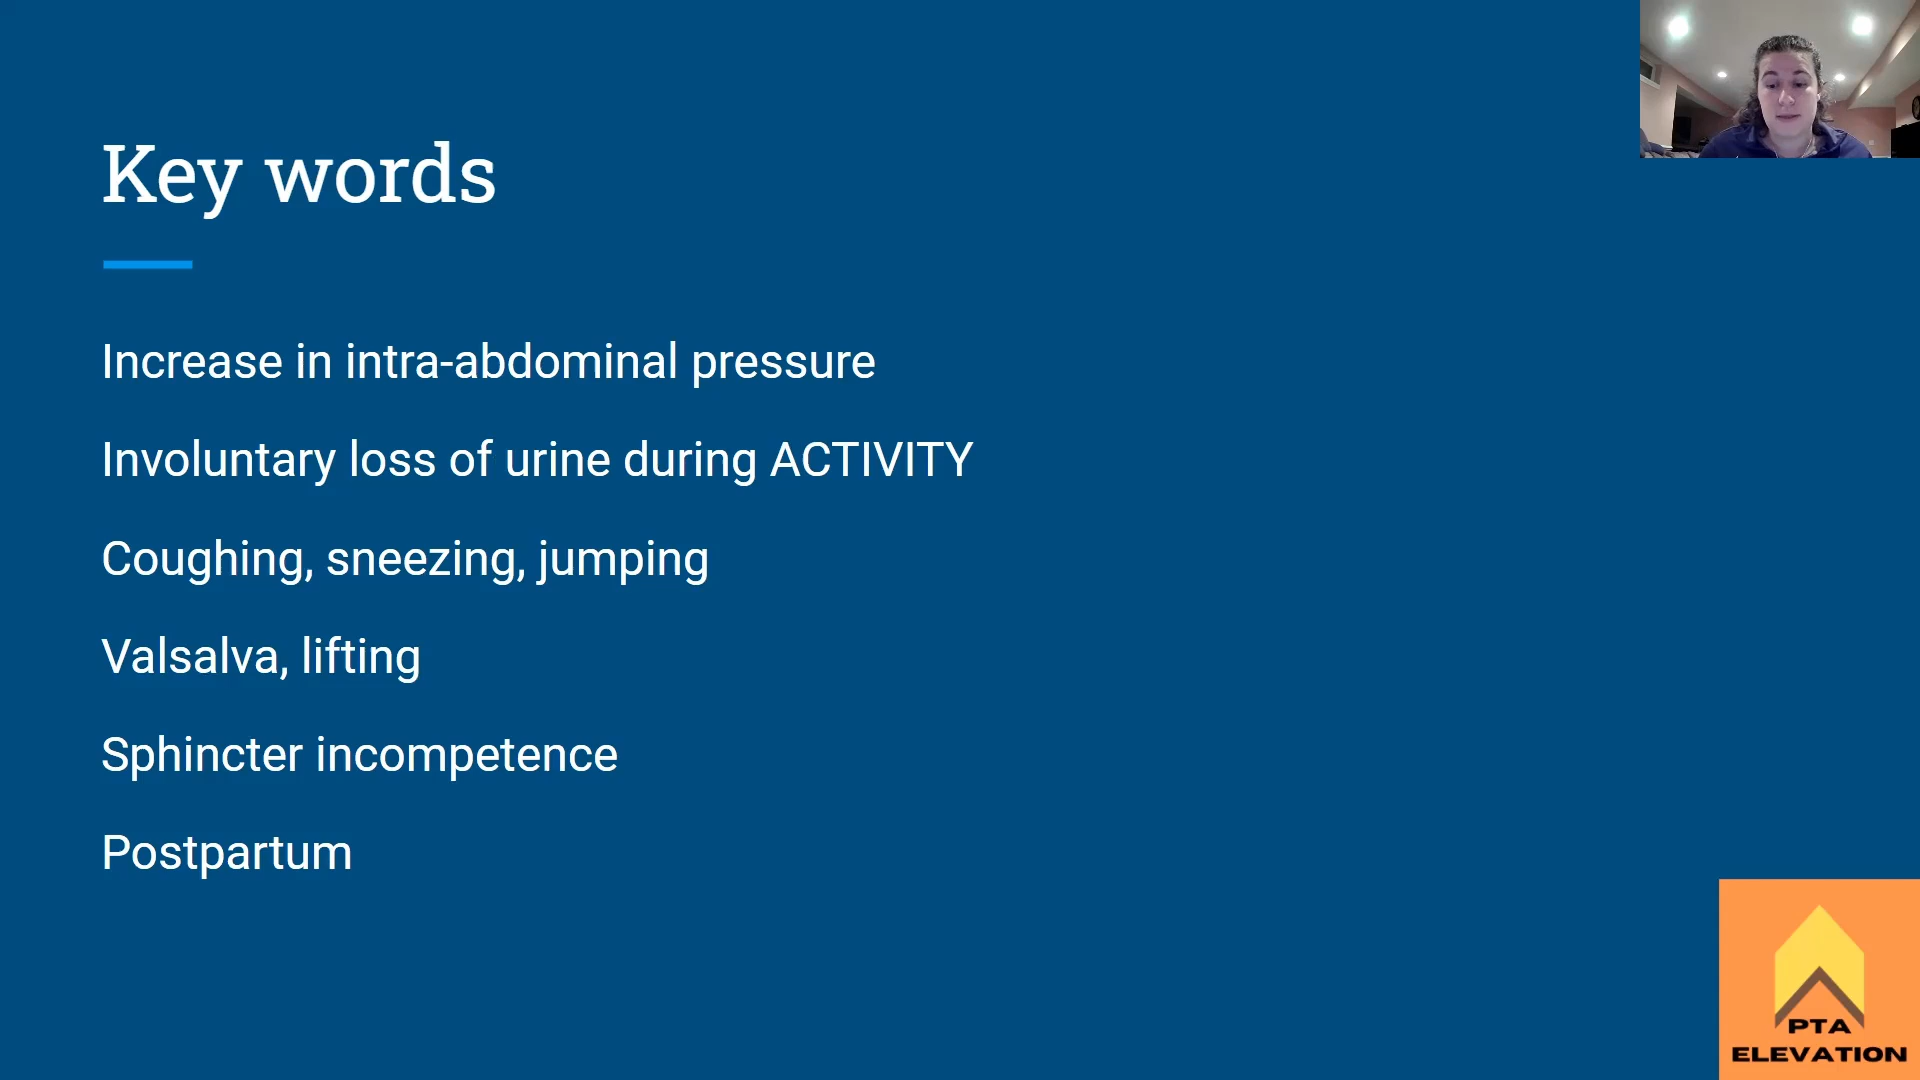 Key words
Increase in intra-abdominal pressure
Involuntary loss of urine during ACTIVITY
Coughing, sneezing, jumping
Valsalva, lifting
Sphincter incompetence
Postpartum
PTA
ELEVATION